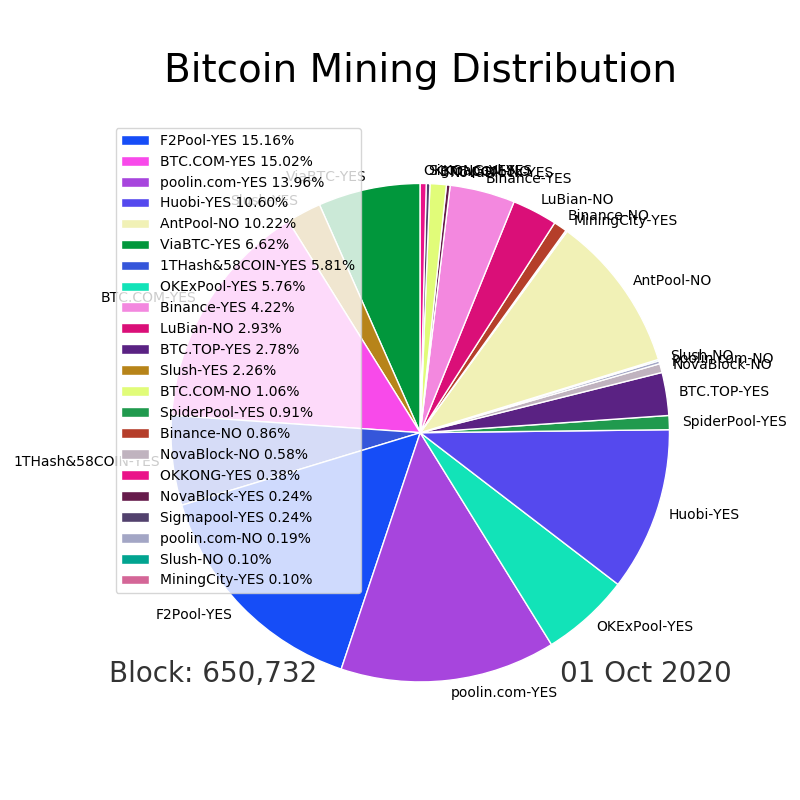 Bitcoin Mining Distribution
F2Pool-YES 15.16%
BTC.COM-YES 15.02%
poolin.com-YES 13.96%
Huobi-YES 10.60%
AntPool-NO 10.22%
ViaBTC-YES 6.62%
1THash&58COIN-YES 5.81%
OKExPool-YES 5.76%
Binance-YES 4.22%
LuBian-NO 2.93%
BTC.TOP-YES 2.78%
Slush-YES 2.26%
BTC.COM-NO 1.06%
SpiderPool-YES 0.91%
Binance-NO 0.86%
NovaBlock-NO 0.58%
OKKONG-YES 0.38%
NovaBlock-YES 0.24%
Sigmapool-YES 0.24%
poolin.com-NO 0.19%
Slush-NO 0.10%
MiningCity-YES 0.10%
ViaBTC-YES
BTC.COM-YES
1THash&58COIN-YES
F2Pool-YES
poolin.com-YES
OKExPool-YES
Huobi-YES
SpiderPool-YES
BTC.TOP-YES
NovaBlock-NO
poolin.com-NO
Slush-NO
AntPool-NO
MiningCity-YES
Binance-NO
LuBian-NO
Binance-YES
Block: 650,732
01 Oct 2020